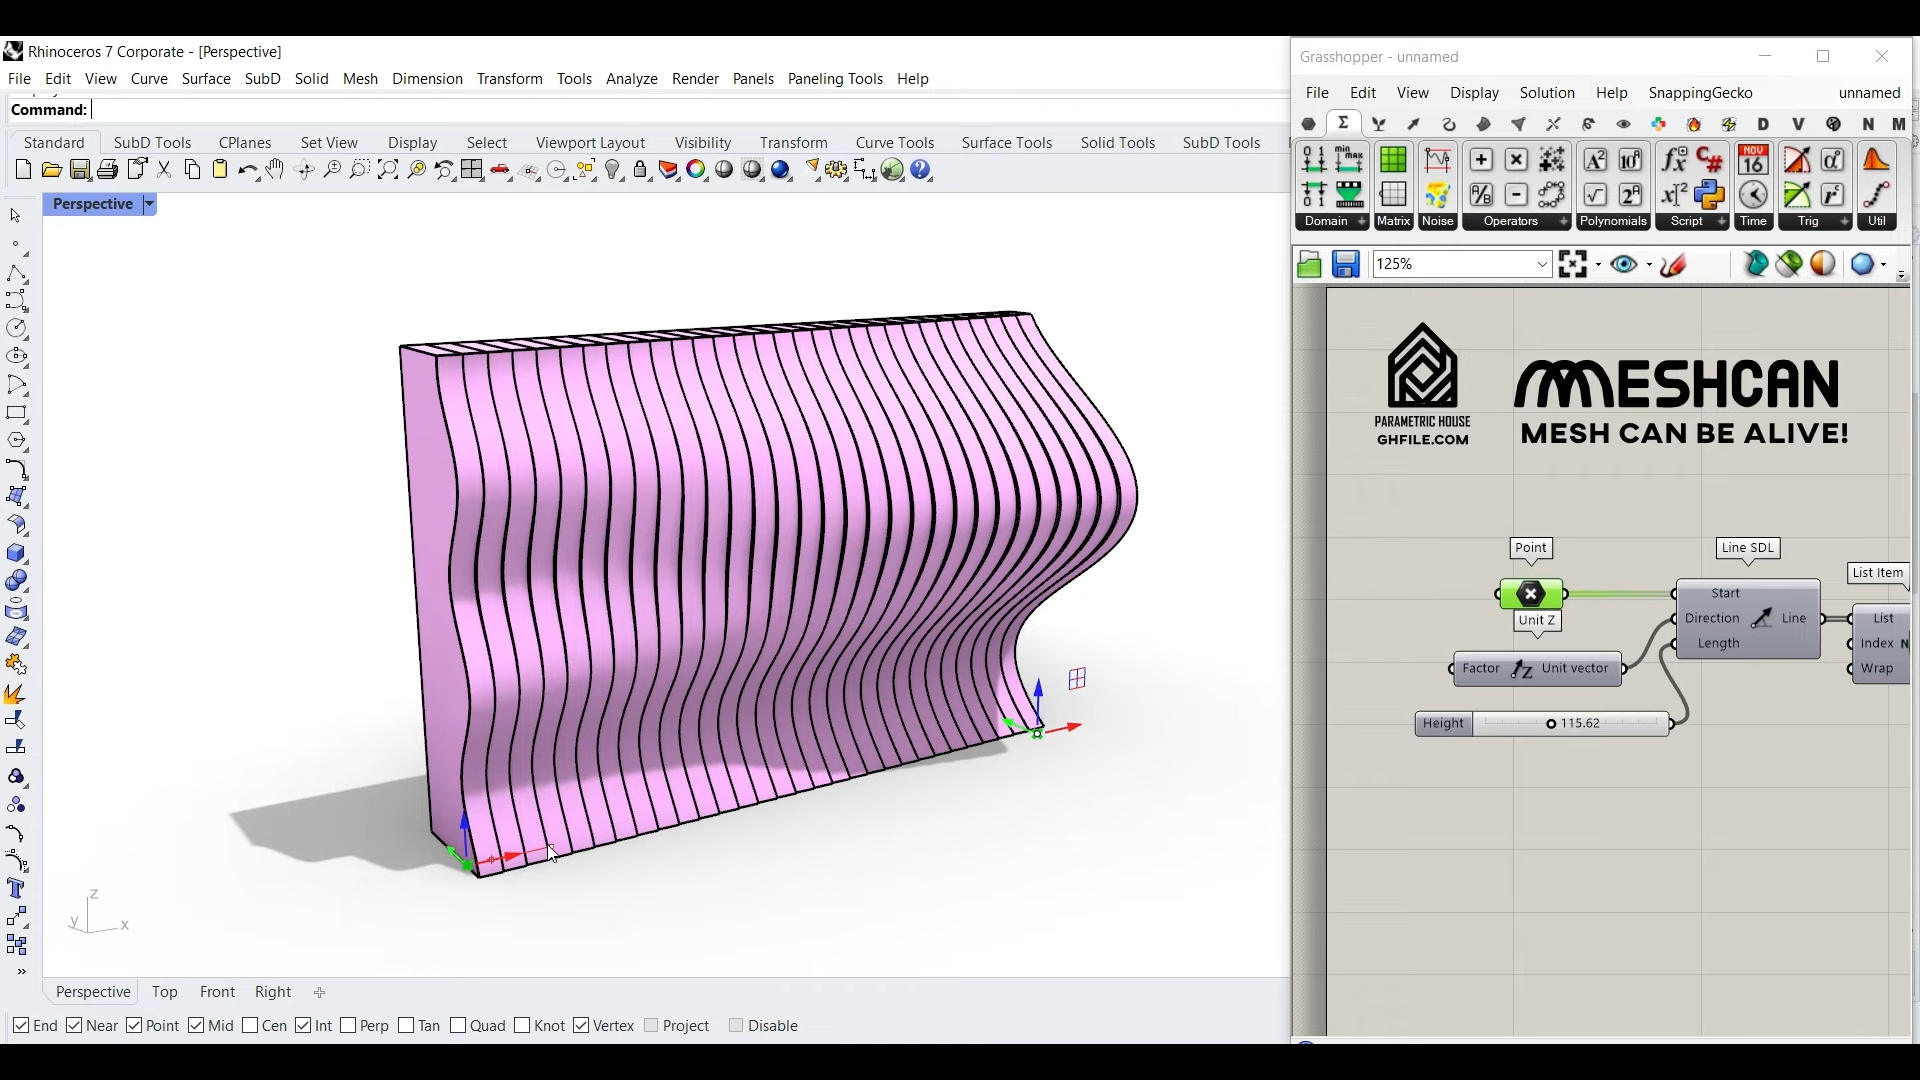 Rhinoceros 7 Corporate - [Perspective]
File Edit View Curve Surface SubD Solid Mesh Dimension Transform Tools Analyze Render Panels Paneling Tools Help
Command:
Standard SubD Tools CPlanes Set View Display Select Viewport Layout Visibility Transform Curve Tools Surface Tools Solid Tools SubD Tools
Perspective
z
y
x
Perspective Top Front Right
End Near Point Mid Cen Int Perp Tan Quad Knot Vertex Project Disable
Grasshopper - unnamed
File Edit View Display Solution Help SnappingGecko unnamed
D V N M
Domain Matrix Noise Operators Polynomials Script Time Trig Util
NOV
16
125%
PARAMETRIC HOUSE
GHFILE.COM
MESHCAN
MESH CAN BE ALIVE!
Point
Line SDL
List Item
Start
Direction
Length
Line
List
Index
Wrap
Unit Z
Factor Unit vector
Height 115.62